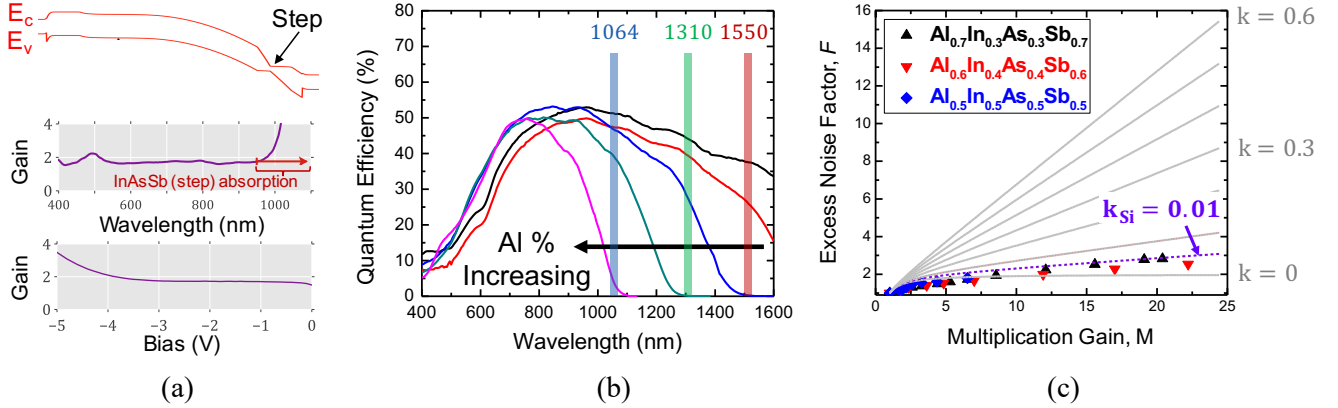 E_c
E_v
Step
4
2
0
Gain
InAsSb (step) absorption
400 600 800 1000
Wavelength (nm)
4
2
0
Gain
−5 −4 −3 −2 −1 0
Bias (V)
(a)
80
70
60
50
40
30
20
10
0
Quantum Efficiency (%)
1064 1310 1550
Al %
Increasing
400 600 800 1000 1200 1400 1600
Wavelength (nm)
(b)
16
14
12
10
8
6
4
2
Excess Noise Factor, F
Al0.7In0.3As0.3Sb0.7
Al0.6In0.4As0.4Sb0.6
Al0.5In0.5As0.5Sb0.5
k = 0.6
k = 0.3
k_Si = 0.01
k = 0
0 5 10 15 20 25
Multiplication Gain, M
(c)